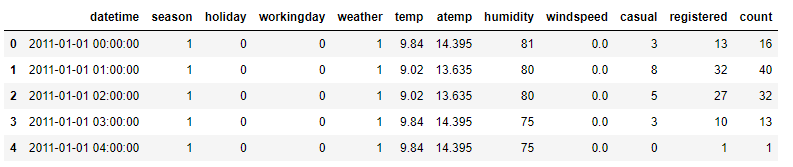 datetime season holiday workingday weather temp atemp humidity windspeed casual registered count
0 2011-01-01 00:00:00 1 0 0 1 9.84 14.395 81 0.0 3 13 16
1 2011-01-01 01:00:00 1 0 0 1 9.02 13.635 80 0.0 8 32 40
2 2011-01-01 02:00:00 1 0 0 1 9.02 13.635 80 0.0 5 27 32
3 2011-01-01 03:00:00 1 0 0 1 9.84 14.395 75 0.0 3 10 13
4 2011-01-01 04:00:00 1 0 0 1 9.84 14.395 75 0.0 0 1 1